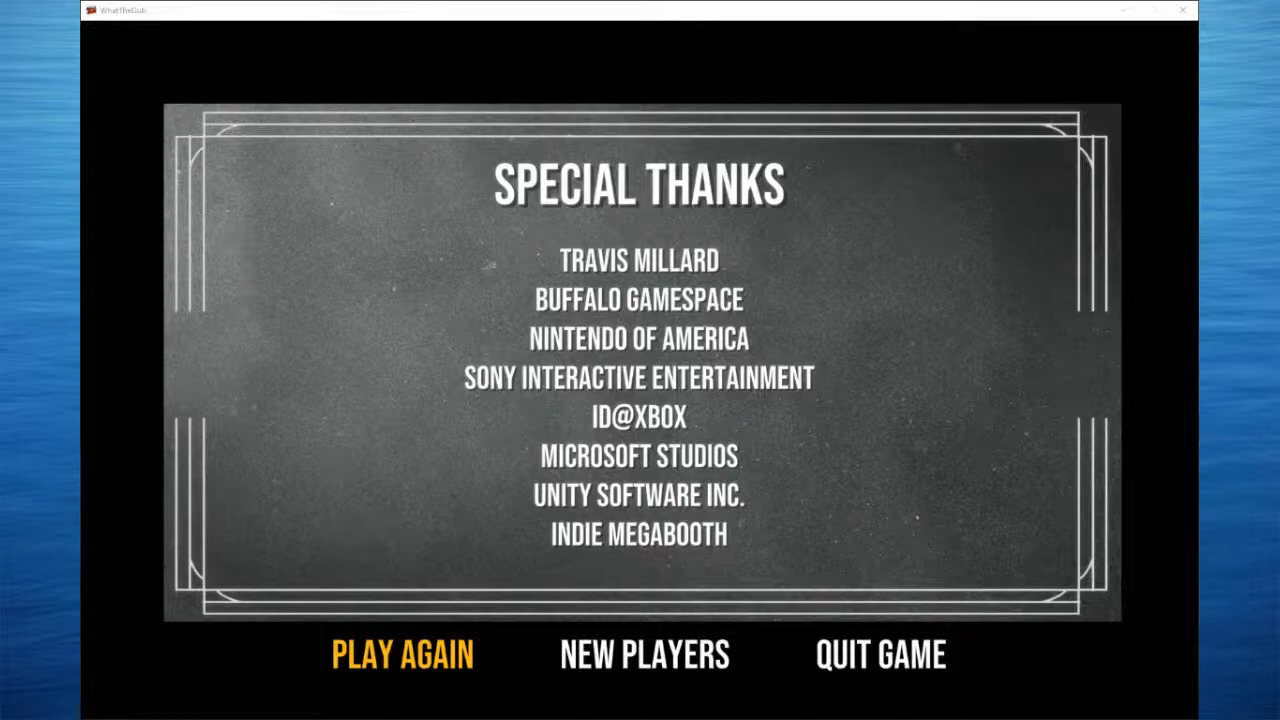 WhatTheDub
SPECIAL THANKS
TRAVIS MILLARD
BUFFALO GAMESPACE
NINTENDO OF AMERICA
SONY INTERACTIVE ENTERTAINMENT
ID@XBOX
MICROSOFT STUDIOS
UNITY SOFTWARE INC.
INDIE MEGABOOTH
PLAY AGAIN NEW PLAYERS QUIT GAME